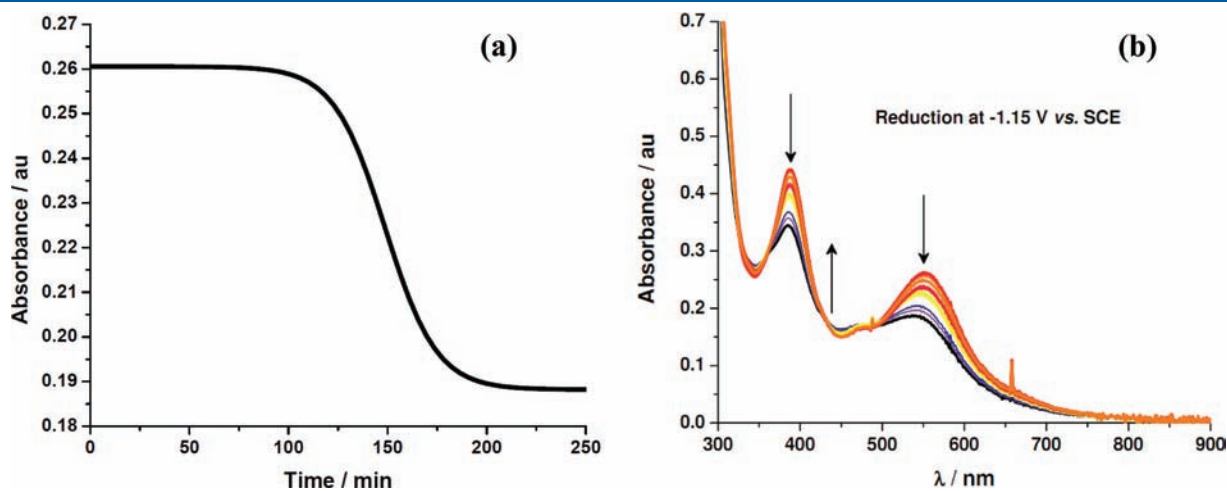 0.27
(a)
0.26
0.25
0.24
0.23
0.22
0.21
0.20
0.19
0.18
Absorbance / au
0 50 100 150 200 250
Time / min
0.7
(b)
0.6
Reduction at -1.15 V vs. SCE
0.5
0.4
0.3
0.2
0.1
0.0
Absorbance / au
300 400 500 600 700 800 900
λ / nm